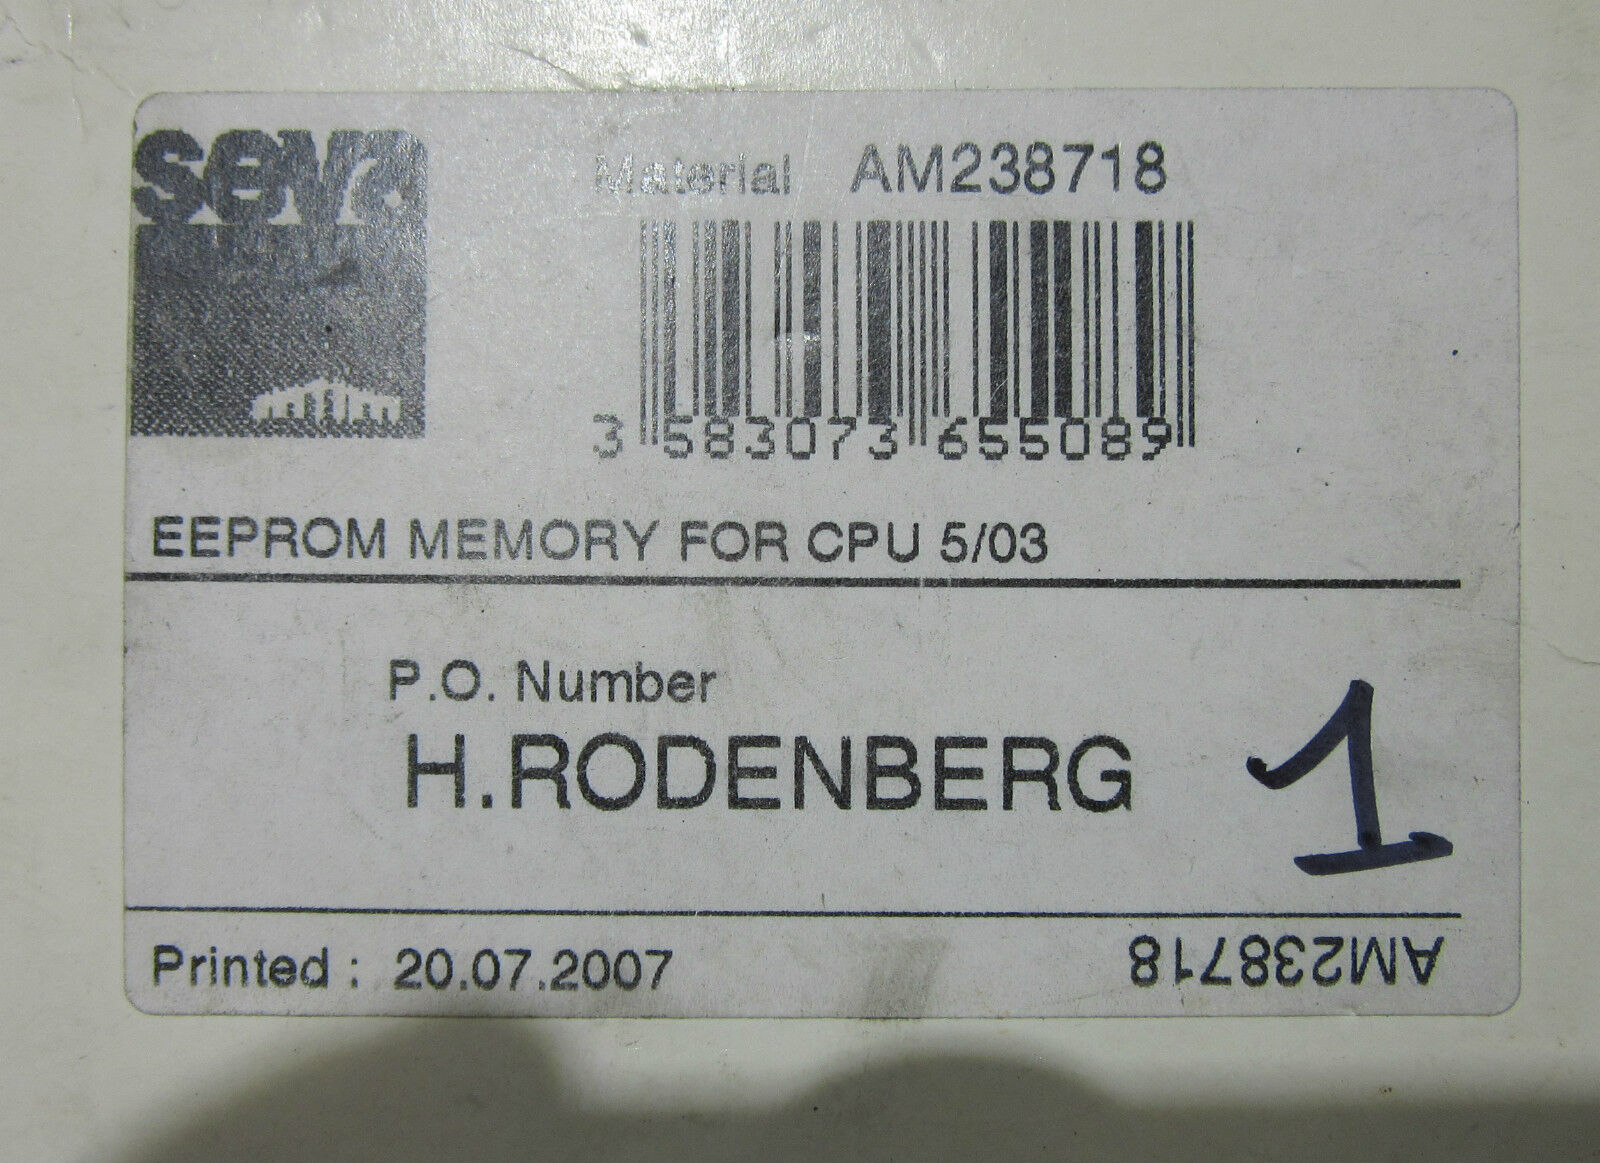 seva
Material AM238718
3 583073 655089
EEPROM MEMORY FOR CPU 5/03
P.O. Number
H.RODENBERG
1
Printed : 20.07.2007
AM238718